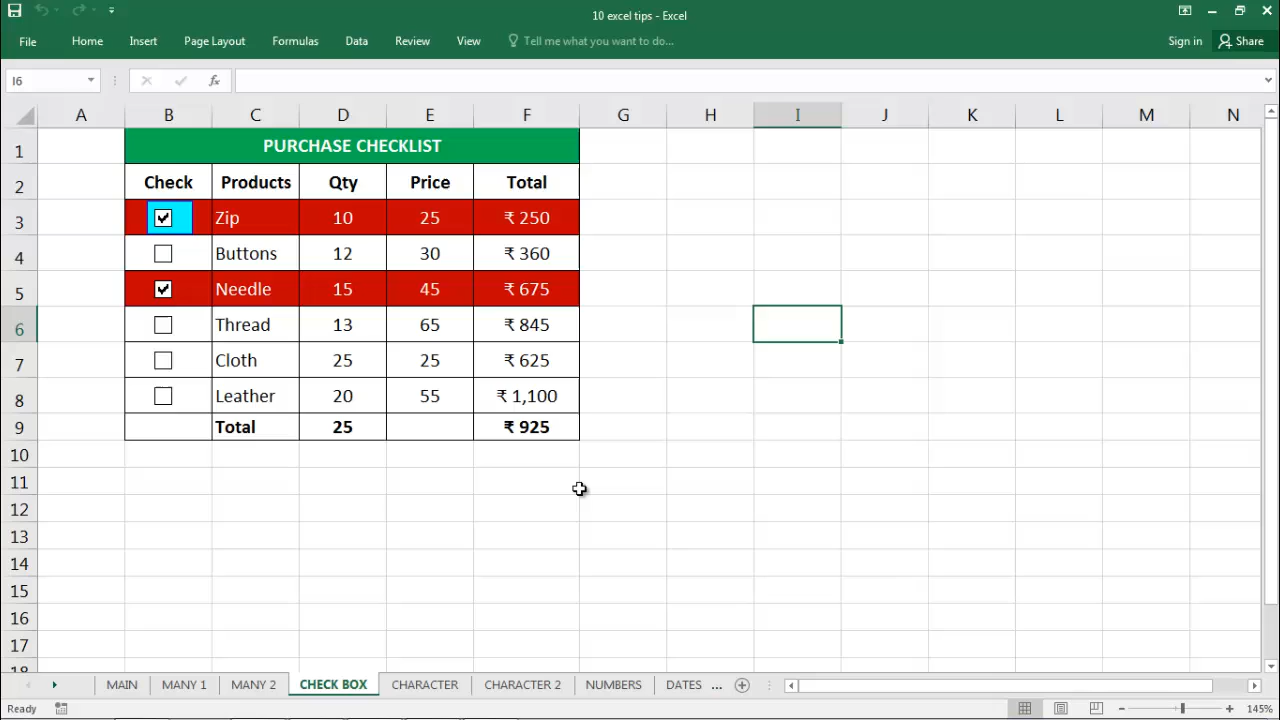 10 excel tips - Excel
File Home Insert Page Layout Formulas Data Review View Tell me what you want to do... Sign in Share
I6 fx
A B C D E F G H I J K L M N
1 PURCHASE CHECKLIST
2 Check Products Qty Price Total
3 Zip 10 25 ₹ 250
4 Buttons 12 30 ₹ 360
5 Needle 15 45 ₹ 675
6 Thread 13 65 ₹ 845
7 Cloth 25 25 ₹ 625
8 Leather 20 55 ₹ 1,100
9 Total 25 ₹ 925
10
11
12
13
14
15
16
17
18
MAIN MANY 1 MANY 2 CHECK BOX CHARACTER CHARACTER 2 NUMBERS DATES ...
Ready 145%